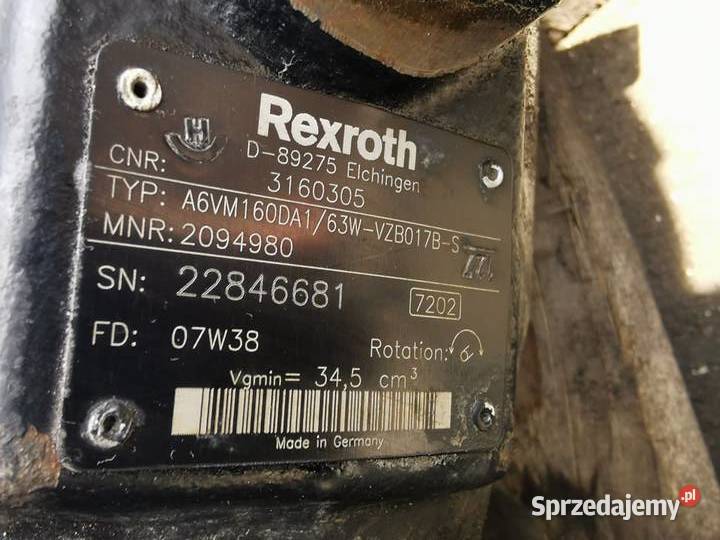 Rexroth
D-89275 Elchingen
CNR: 3160305
TYP: A6VM160DA1/63W-VZB017B-S
MNR: 2094980
SN: 22846681 7202
FD: 07W38 Rotation:
Vgmin= 34,5 cm³
Made in Germany
Sprzedajemy.pl